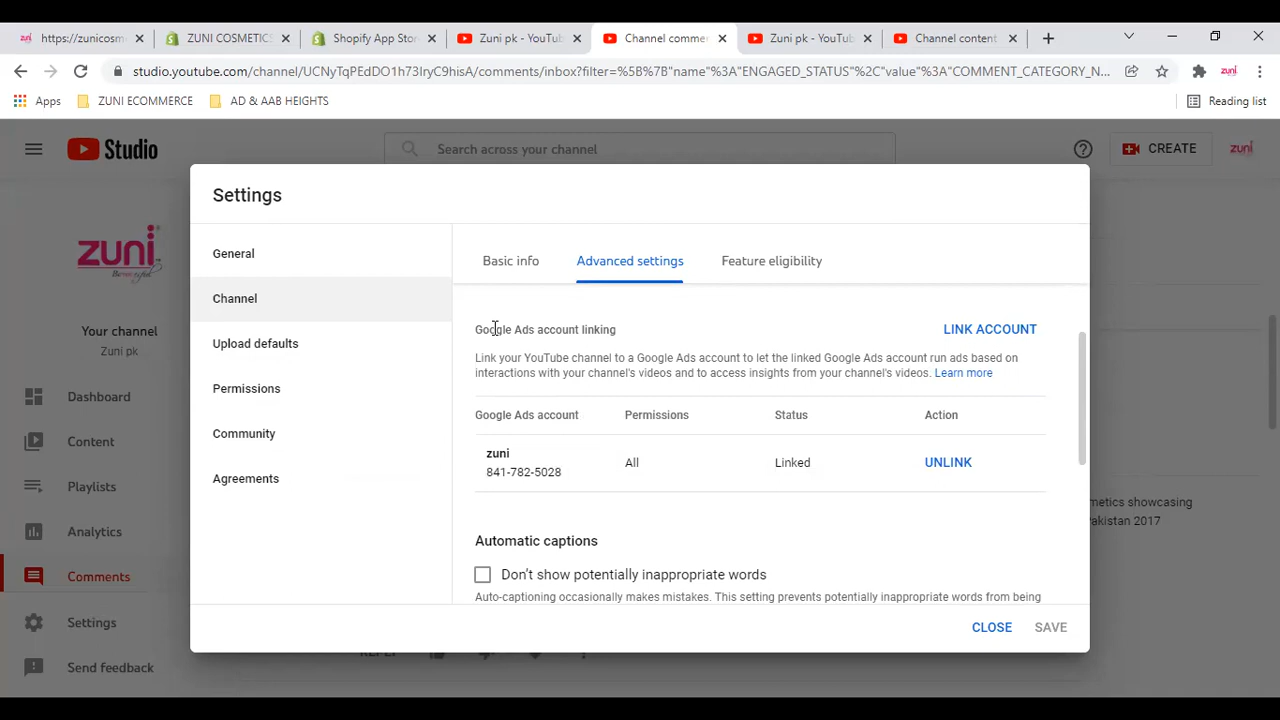 https://zunicosm
ZUNI COSMETIC
Shopify App Stor
Zuni pk - YouTub
Channel comme
Zuni pk - YouTub
Channel content
studio.youtube.com/channel/UCNyTqPEdDO1h73IryC9hisA/comments/inbox?filter=%5B%7B"name"%3A"ENGAGED_STATUS"%2C"value"%3A"COMMENT_CATEGORY_N...
Apps
ZUNI ECOMMERCE
AD & AAB HEIGHTS
Reading list
Studio
Search across your channel
CREATE
zuni
Settings
zuni
Your channel
Zuni pk
Dashboard
Content
Playlists
Analytics
Comments
Settings
Send feedback
General
Channel
Upload defaults
Permissions
Community
Agreements
Basic info
Advanced settings
Feature eligibility
Google Ads account linking
LINK ACCOUNT
Link your YouTube channel to a Google Ads account to let the linked Google Ads account run ads based on
interactions with your channel's videos and to access insights from your channel's videos. Learn more
Google Ads account Permissions Status Action
zuni
841-782-5028
All
Linked
UNLINK
Automatic captions
Don't show potentially inappropriate words
Auto-captioning occasionally makes mistakes. This setting prevents potentially inappropriate words from being
CLOSE
SAVE
metics showcasing
akistan 2017